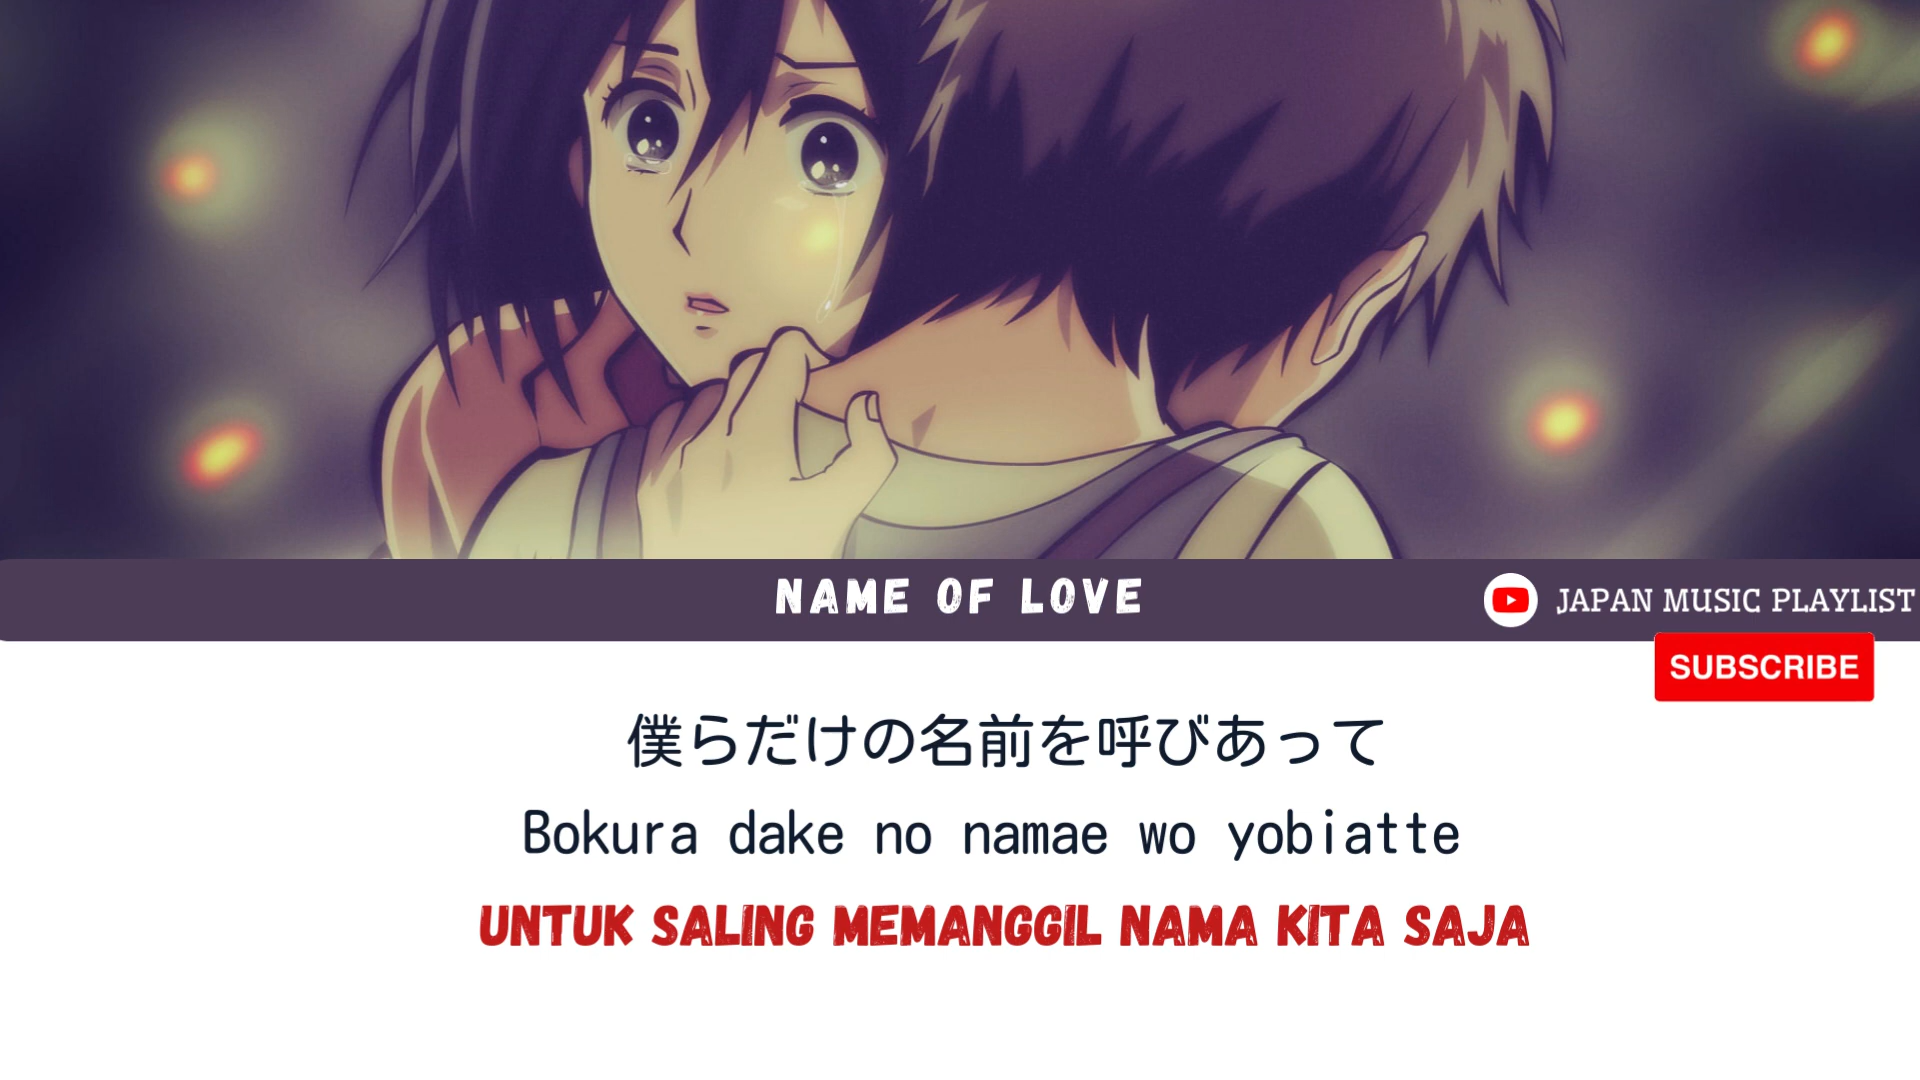 NAME OF LOVE
JAPAN MUSIC PLAYLIST
SUBSCRIBE
僕らだけの名前を呼びあって
Bokura dake no namae wo yobiatte
UNTUK SALING MEMANGGIL NAMA KITA SAJA